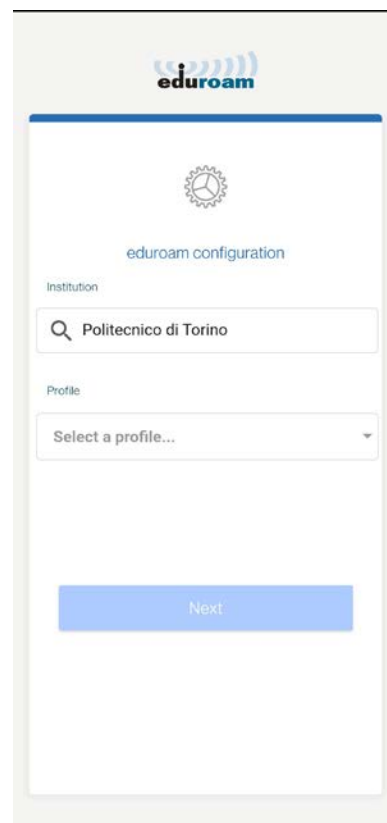 eduroam
eduroam configuration
Institution
Politecnico di Torino
Profile
Select a profile...
Next